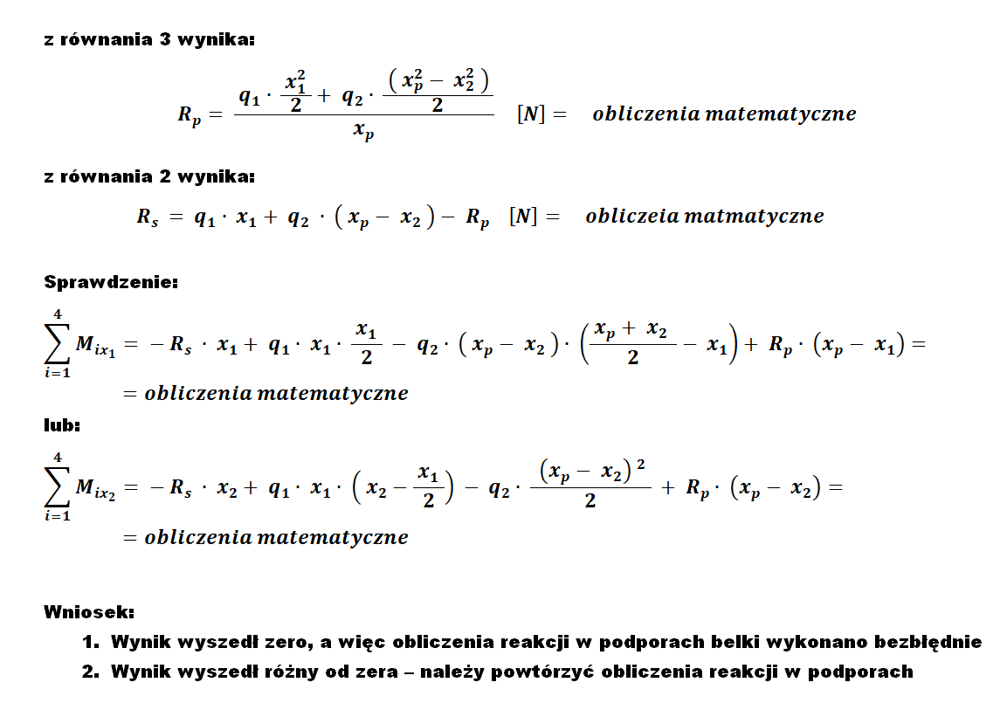 z równania 3 wynika:
R_p = (q_1 · x_1^2/2 + q_2 · ( x_p^2 − x_2^2 )/2) / x_p [N] = obliczenia matematyczne
z równania 2 wynika:
R_s = q_1 · x_1 + q_2 · ( x_p − x_2 ) − R_p [N] = obliczeia matmatyczne
Sprawdzenie:
∑_{i=1}^{4} M_{ix_1} = − R_s · x_1 + q_1 · x_1 · x_1/2 − q_2 · ( x_p − x_2 ) · ((x_p + x_2)/2 − x_1) + R_p · (x_p − x_1) =
= obliczenia matematyczne
lub:
∑_{i=1}^{4} M_{ix_2} = − R_s · x_2 + q_1 · x_1 · ( x_2 − x_1/2 ) − q_2 · (x_p − x_2)^2/2 + R_p · (x_p − x_2) =
= obliczenia matematyczne
Wniosek:
1. Wynik wyszedł zero, a więc obliczenia reakcji w podporach belki wykonano bezbłędnie
2. Wynik wyszedł różny od zera – należy powtórzyć obliczenia reakcji w podporach